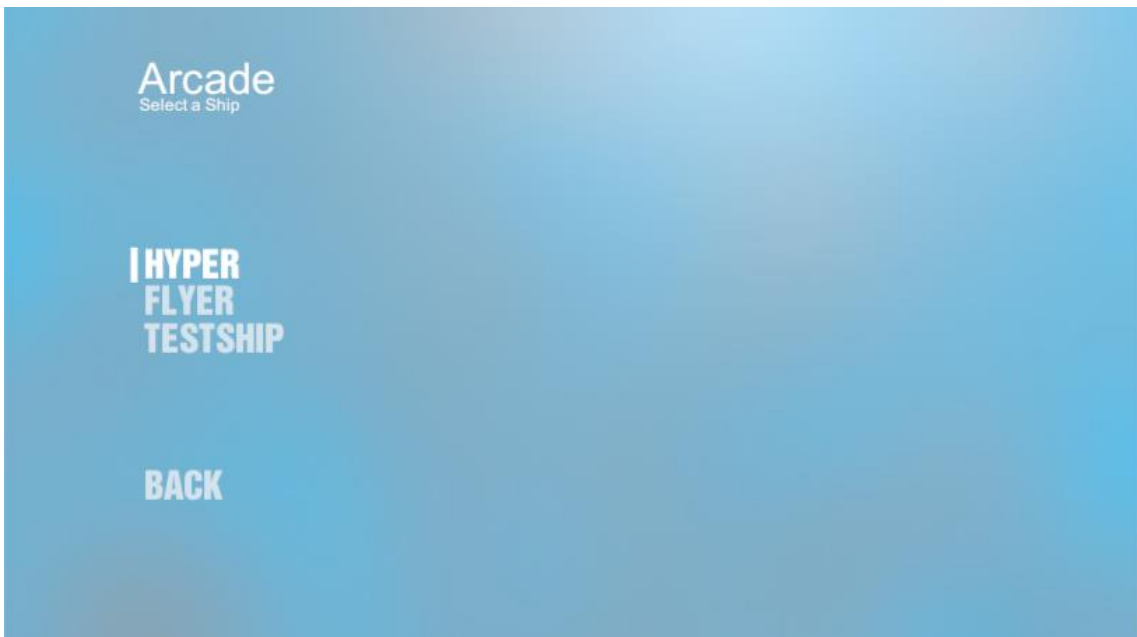 Arcade
Select a Ship
HYPER
FLYER
TESTSHIP
BACK